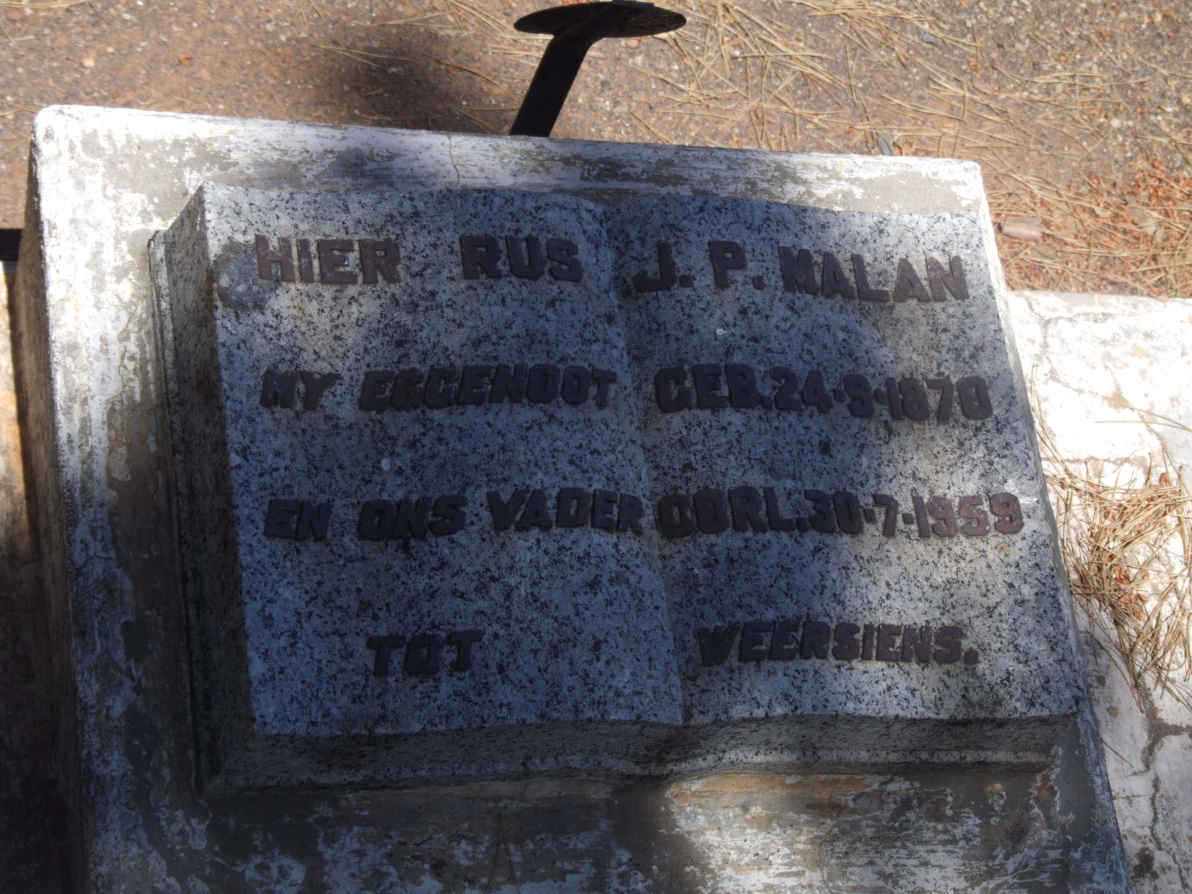 HIER RUS J. P. MALAN
MY EGGENOOT GEB. 24-9-1870
EN ONS VADER OORL. 30-7-1959
TOT WEERSIENS.